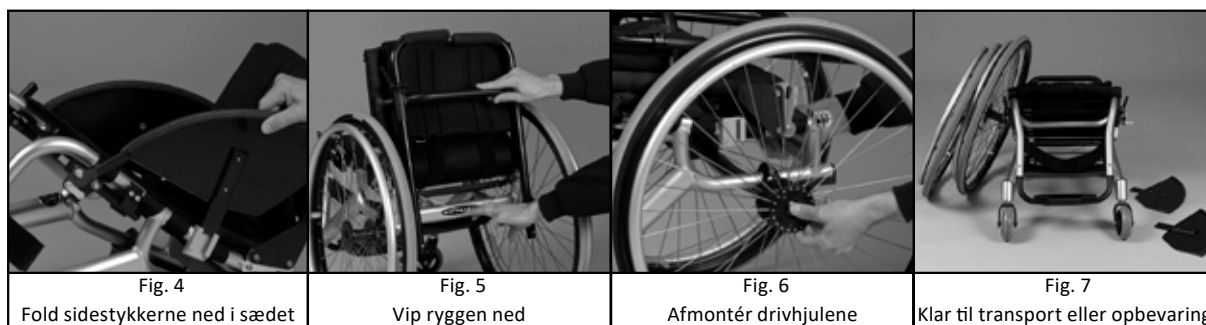 Fig. 4
Fold sidestykkerne ned i sædet
Fig. 5
Vip ryggen ned
Fig. 6
Afmontér drivhjulene
Fig. 7
Klar til transport eller opbevaring